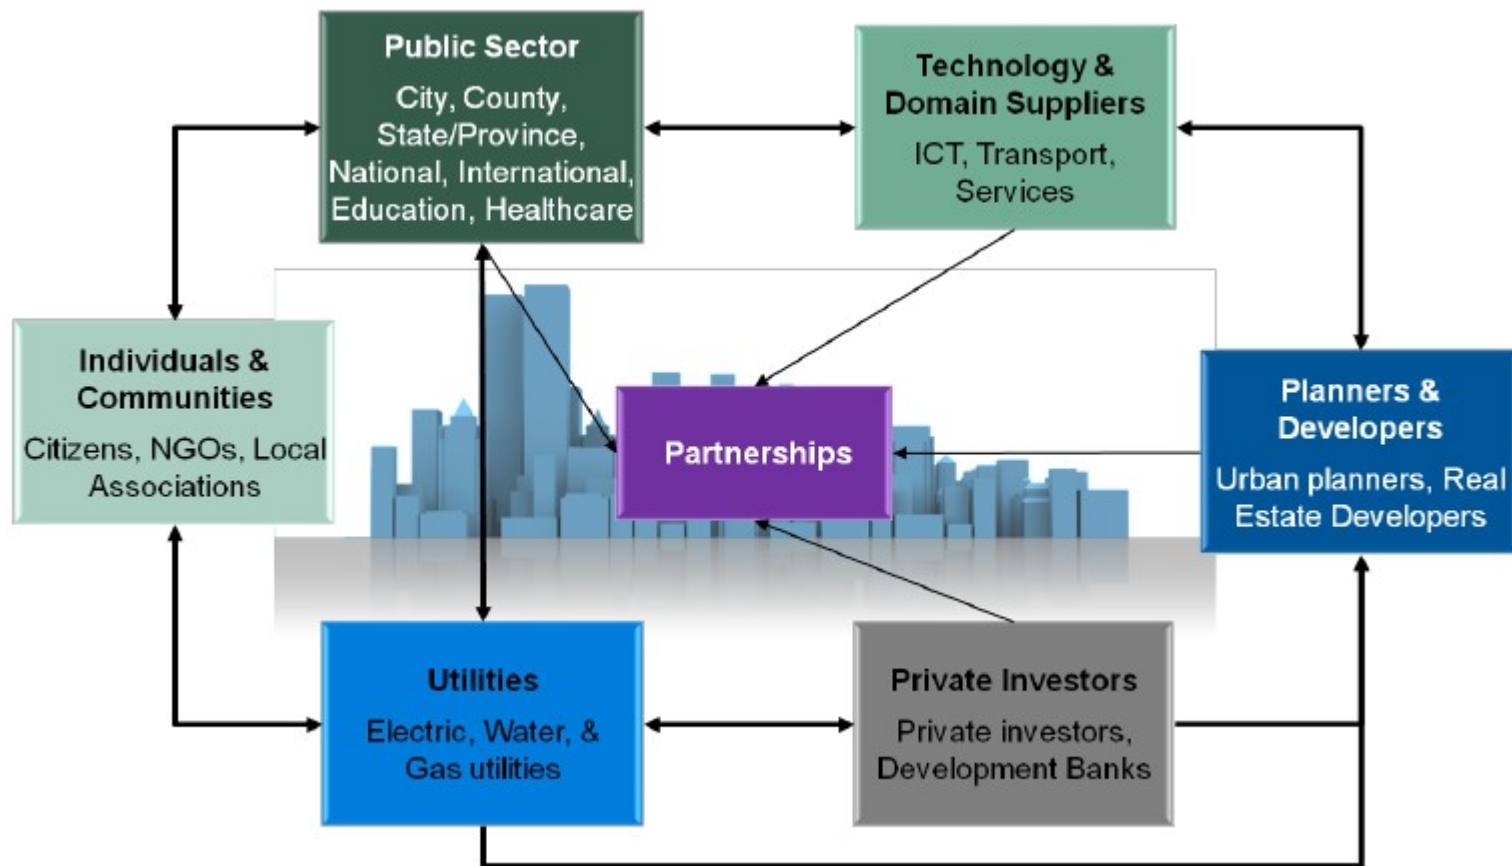 Public Sector
City, County,
State/Province,
National, International,
Education, Healthcare
Technology &
Domain Suppliers
ICT, Transport,
Services
Individuals &
Communities
Citizens, NGOs, Local
Associations
Partnerships
Planners &
Developers
Urban planners, Real
Estate Developers
Utilities
Electric, Water, &
Gas utilities
Private Investors
Private investors,
Development Banks